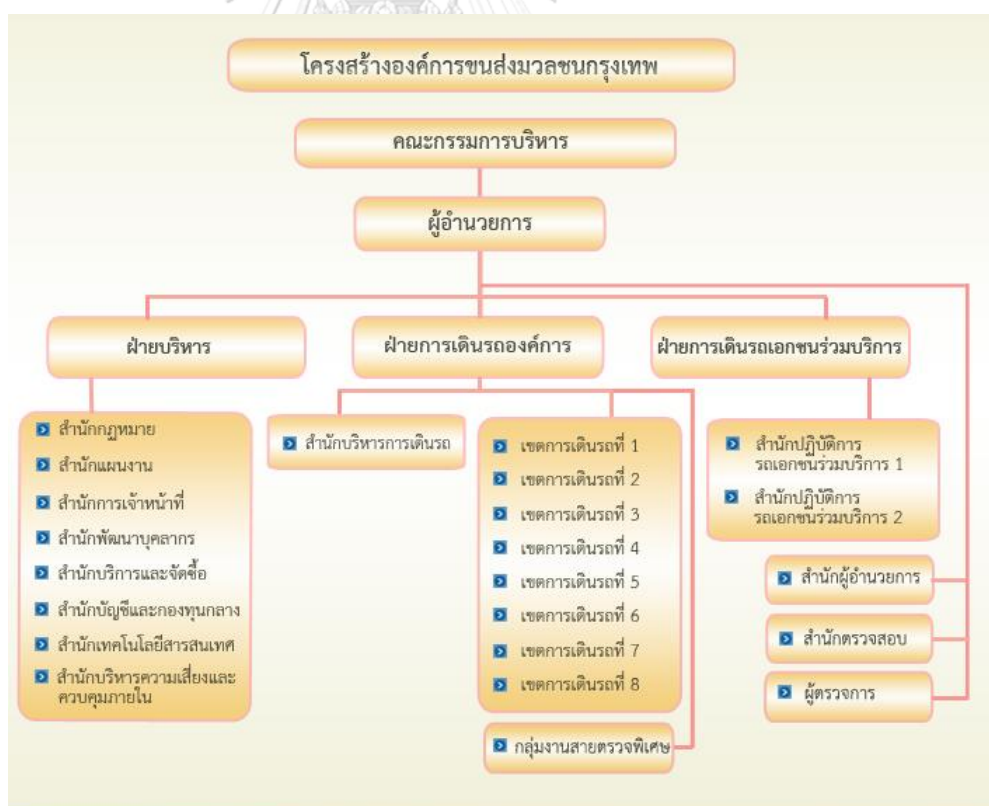 โครงสร้างองค์การขนส่งมวลชนกรุงเทพ
คณะกรรมการบริหาร
ผู้อำนวยการ
ฝ่ายบริหาร
ฝ่ายการเดินรถองค์การ
ฝ่ายการเดินรถเอกชนร่วมบริการ
สำนักกฎหมาย
สำนักแผนงาน
สำนักการเจ้าหน้าที่
สำนักพัฒนาบุคลากร
สำนักบริการและจัดซื้อ
สำนักบัญชีและกองทุนกลาง
สำนักเทคโนโลยีสารสนเทศ
สำนักบริหารความเสี่ยงและ
ควบคุมภายใน
สำนักบริหารการเดินรถ
เขตการเดินรถที่ 1
เขตการเดินรถที่ 2
เขตการเดินรถที่ 3
เขตการเดินรถที่ 4
เขตการเดินรถที่ 5
เขตการเดินรถที่ 6
เขตการเดินรถที่ 7
เขตการเดินรถที่ 8
กลุ่มงานสายตรวจพิเศษ
สำนักปฏิบัติการ
รถเอกชนร่วมบริการ 1
สำนักปฏิบัติการ
รถเอกชนร่วมบริการ 2
สำนักผู้อำนวยการ
สำนักตรวจสอบ
ผู้ตรวจการ